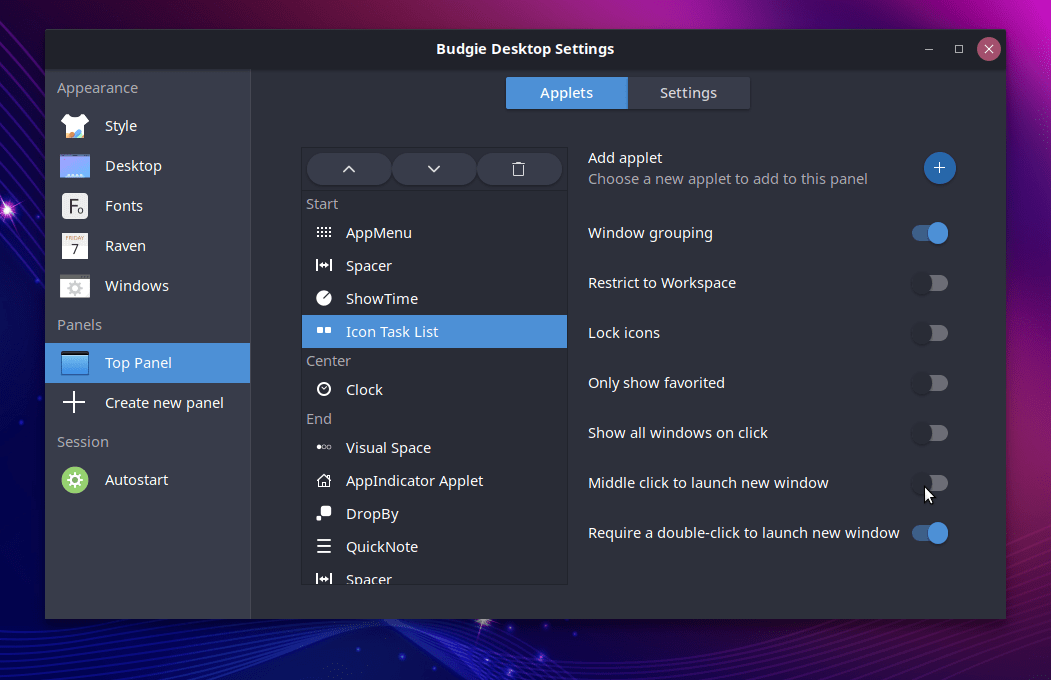 Budgie Desktop Settings
Appearance
Style
Desktop
Fo
Fonts
FRIDAY
7
Raven
Windows
Panels
Top Panel
Create new panel
Session
Autostart
Applets
Settings
Start
AppMenu
Spacer
ShowTime
Icon Task List
Center
Clock
End
Visual Space
AppIndicator Applet
DropBy
QuickNote
Spacer
Add applet
Choose a new applet to add to this panel
Window grouping
Restrict to Workspace
Lock icons
Only show favorited
Show all windows on click
Middle click to launch new window
Require a double-click to launch new window